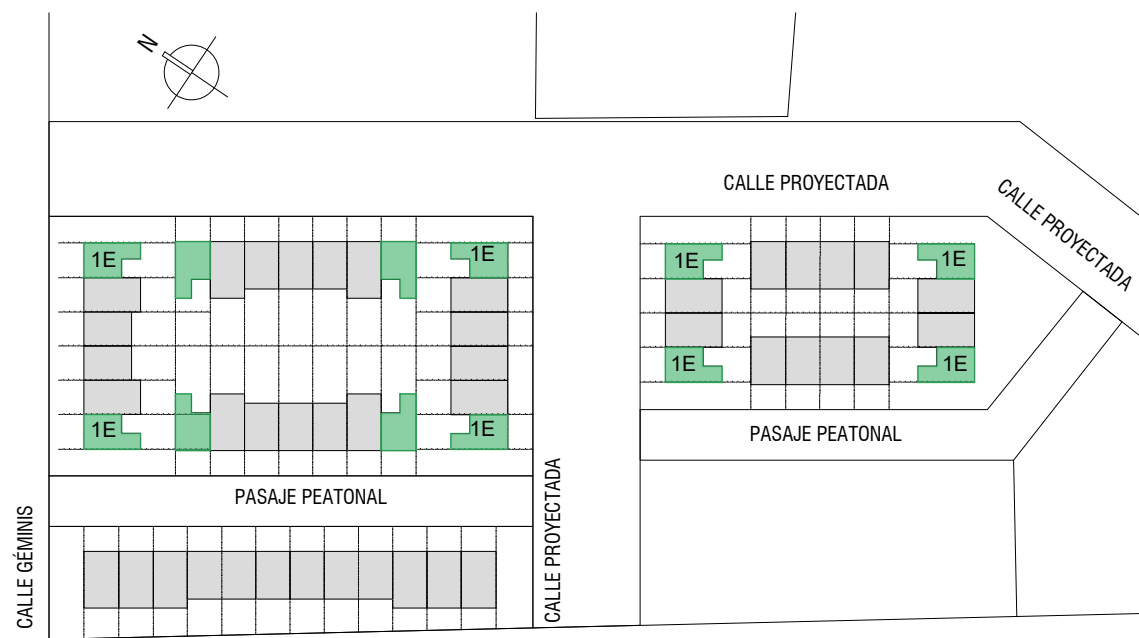 N
CALLE PROYECTADA
CALLE PROYECTADA
1E
1E
1E
1E
1E
1E
1E
1E
PASAJE PEATONAL
PASAJE PEATONAL
CALLE GÉMINIS
CALLE PROYECTADA